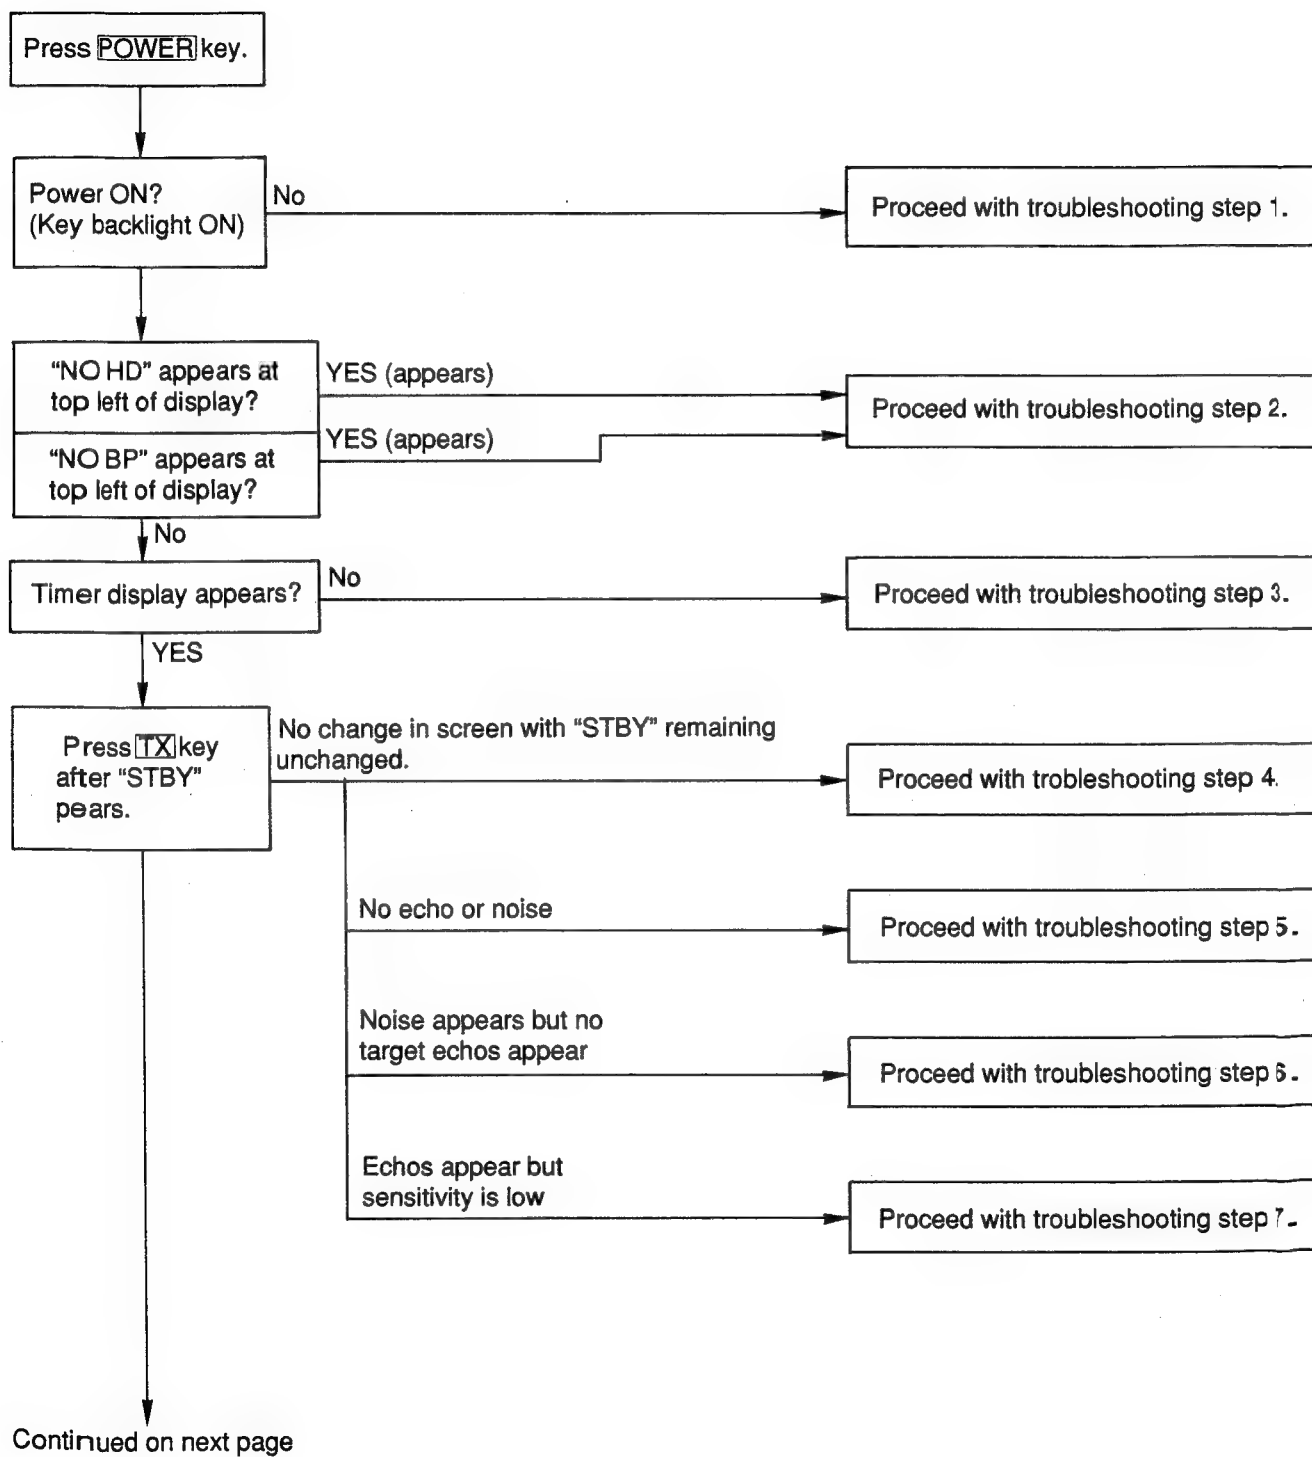 Press POWER key.
Power ON?
(Key backlight ON)
No
Proceed with troubleshooting step 1.
"NO HD" appears at
top left of display?
YES (appears)
Proceed with troubleshooting step 2.
"NO BP" appears at
top left of display?
YES (appears)
No
Timer display appears?
No
Proceed with troubleshooting step 3.
YES
Press TX key
after "STBY"
pears.
No change in screen with "STBY" remaining
unchanged.
Proceed with trobleshooting step 4.
No echo or noise
Proceed with troubleshooting step 5.
Noise appears but no
target echos appear
Proceed with troubleshooting step 6.
Echos appear but
sensitivity is low
Proceed with troubleshooting step 7.
Continued on next page